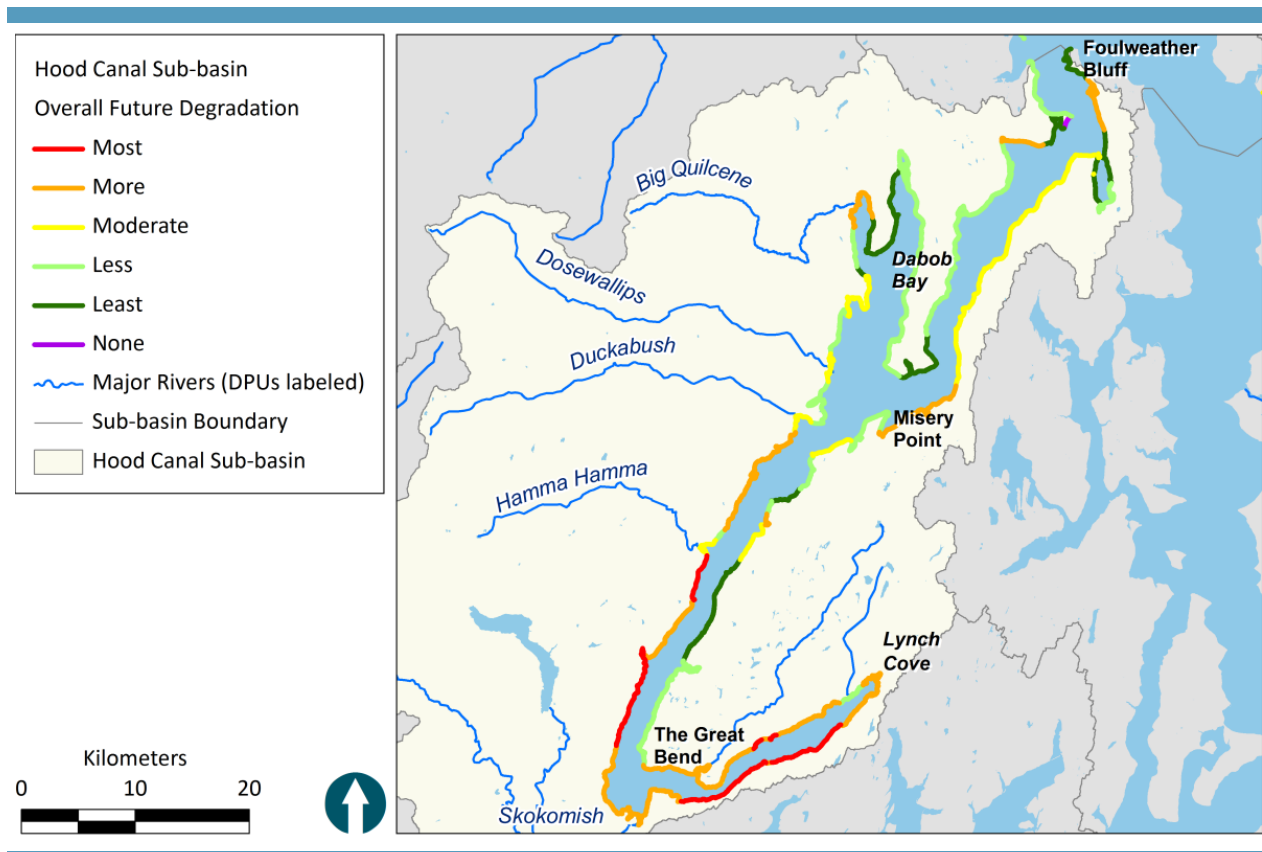 Hood Canal Sub-basin
Overall Future Degradation
Most
More
Moderate
Less
Least
None
Major Rivers (DPUs labeled)
Sub-basin Boundary
Hood Canal Sub-basin
Kilometers
0 10 20
Foulweather
Bluff
Big Quilcene
Dabob
Bay
Dosewallips
Duckabush
Misery
Point
Hamma Hamma
Lynch
Cove
The Great
Bend
Skokomish